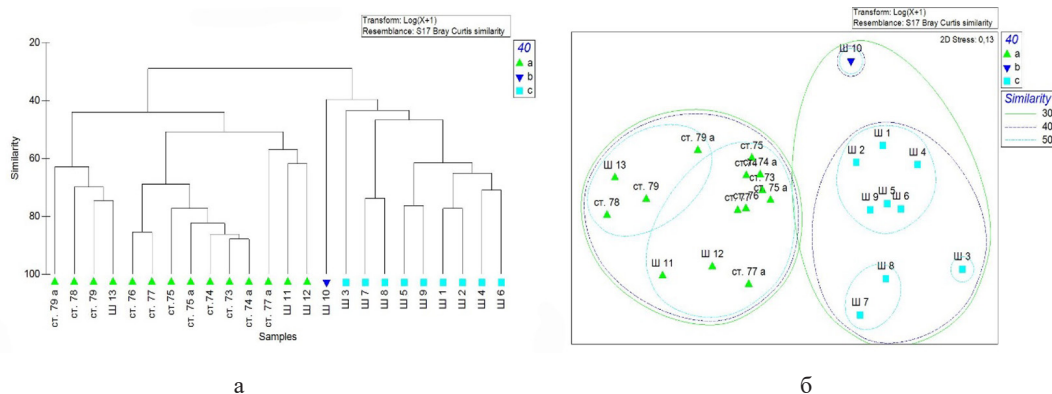 Transform: Log(X+1)
Resemblance: S17 Bray Curtis similarity
40
a
b
c
20
40
60
80
100
Similarity
ст. 79 a
ст. 78
ст. 79
Ш 13
ст. 76
ст. 77
ст.75
ст. 75 a
ст.74
ст. 73
ст. 74 a
ст. 77 a
Ш 11
Ш 12
Ш 10
Ш 3
Ш 7
Ш 8
Ш 5
Ш 9
Ш 1
Ш 2
Ш 4
Ш 6
Samples
а
Transform: Log(X+1)
Resemblance: S17 Bray Curtis similarity
2D Stress: 0,13
40
a
b
c
Similarity
30
40
50
Ш 10
Ш 1
Ш 2
Ш 4
ст. 79 a
ст.75
ст. 74 a
Ш 13
ст. 73
ст. 75 a
ст. 79
ст. 76
ст. 78
Ш 5
Ш 9
Ш 6
Ш 11
Ш 12
ст. 77 a
Ш 3
Ш 8
Ш 7
б